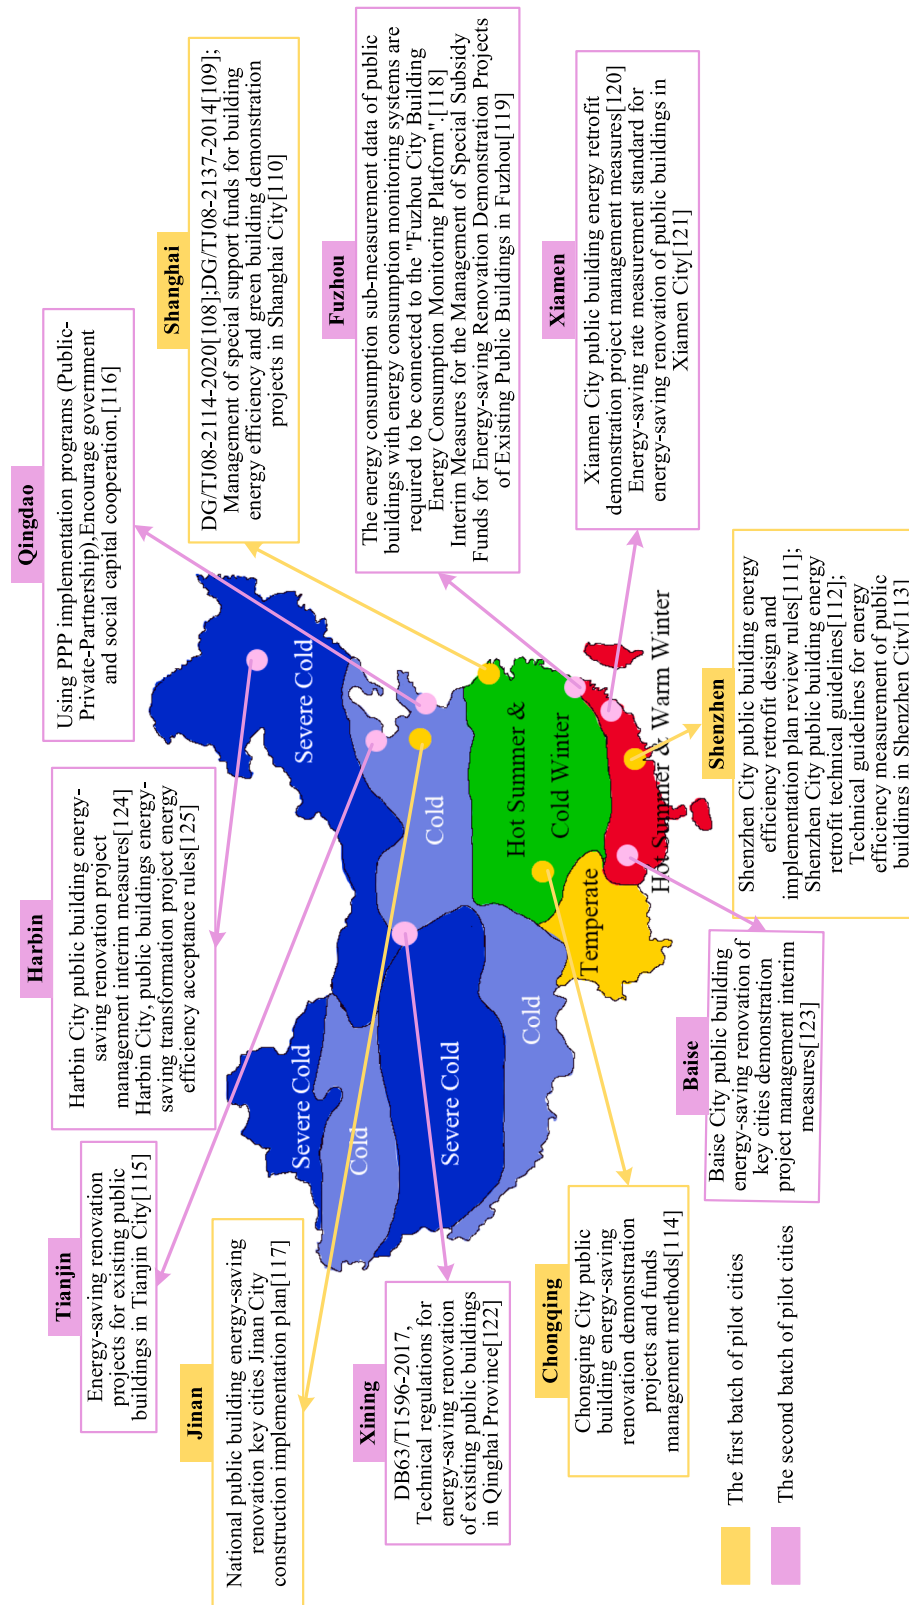 Tianjin
Energy-saving renovation
projects for existing public
buildings in Tianjin City[115]
Harbin
Harbin City public building energy-
saving renovation project
management interim measures[124]
Harbin City, public buildings energy-
saving transformation project energy
efficiency acceptance rules[125]
Qingdao
Using PPP implementation programs (Public-
Private-Partnership),Encourage government
and social capital cooperation.[116]
Shanghai
DG/TJ08-2114-2020[108];DG/TJ08-2137-2014[109];
Management of special support funds for building
energy efficiency and green building demonstration
projects in Shanghai City[110]
Jinan
National public building energy-saving
renovation key cities Jinan City
construction implementation plan[117]
Fuzhou
The energy consumption sub-measurement data of public
buildings with energy consumption monitoring systems are
required to be connected to the "Fuzhou City Building
Energy Consumption Monitoring Platform".[118]
Interim Measures for the Management of Special Subsidy
Funds for Energy-saving Renovation Demonstration Projects
of Existing Public Buildings in Fuzhou[119]
Xining
DB63/T1596-2017,
Technical regulations for
energy-saving renovation
of existing public buildings
in Qinghai Province[122]
Xiamen
Xiamen City public building energy retrofit
demonstration project management measures[120]
Energy-saving rate measurement standard for
energy-saving renovation of public buildings in
Xiamen City[121]
Severe Cold
Severe Cold
Cold
Cold
Severe Cold
Cold
Hot Summer &
Cold Winter
Temperate
Hot Summer & Warm Winter
Chongqing
Chongqing City public
building energy-saving
renovation demonstration
projects and funds
management methods[114]
Baise
Baise City public building
energy-saving renovation of
key cities demonstration
project management interim
measures[123]
Shenzhen
Shenzhen City public building energy
efficiency retrofit design and
implementation plan review rules[111];
Shenzhen City public building energy
retrofit technical guidelines[112];
Technical guidelines for energy
efficiency measurement of public
buildings in Shenzhen City[113]
The first batch of pilot cities
The second batch of pilot cities